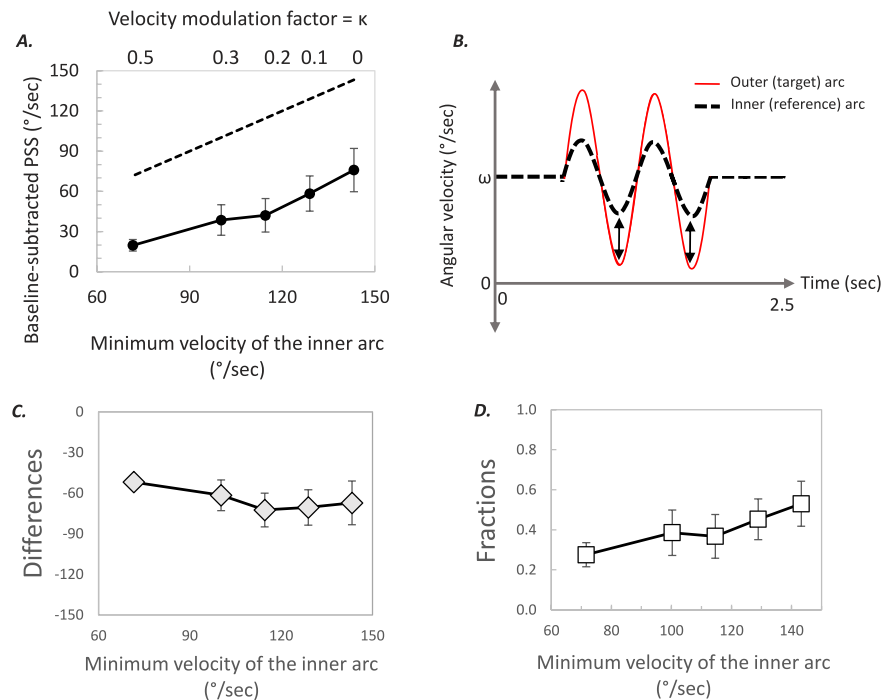 Velocity modulation factor = κ
A.
0.5 0.3 0.2 0.1 0
150
120
90
60
30
0
Baseline-subtracted PSS (°/sec)
60 90 120 150
Minimum velocity of the inner arc
(°/sec)
B.
Outer (target) arc
Inner (reference) arc
Angular velocity (°/sec)
ω
0
0
Time (sec)
2.5
C.
0
-30
-60
-90
-120
-150
Differences
60 90 120 150
Minimum velocity of the inner arc
(°/sec)
D.
1.0
0.8
0.6
0.4
0.2
0.0
Fractions
60 80 100 120 140
Minimum velocity of the inner arc
(°/sec)